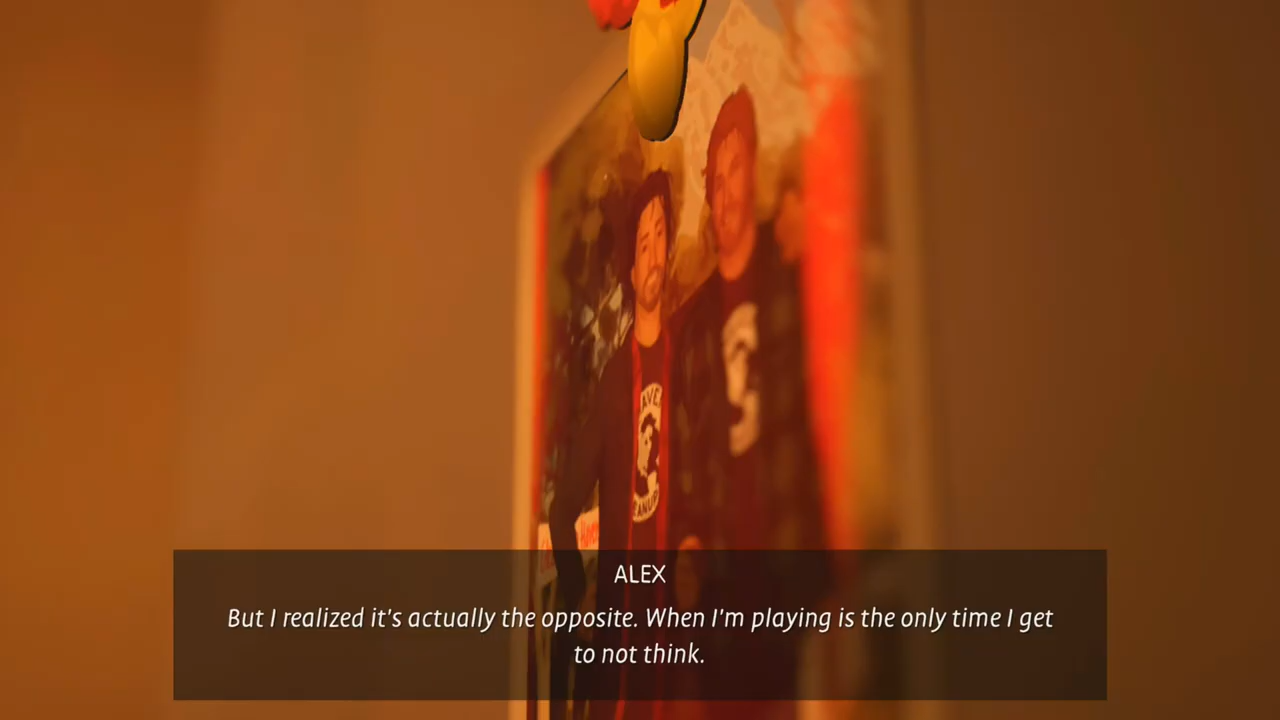 ALEX
But I realized it's actually the opposite. When I'm playing is the only time I get
to not think.